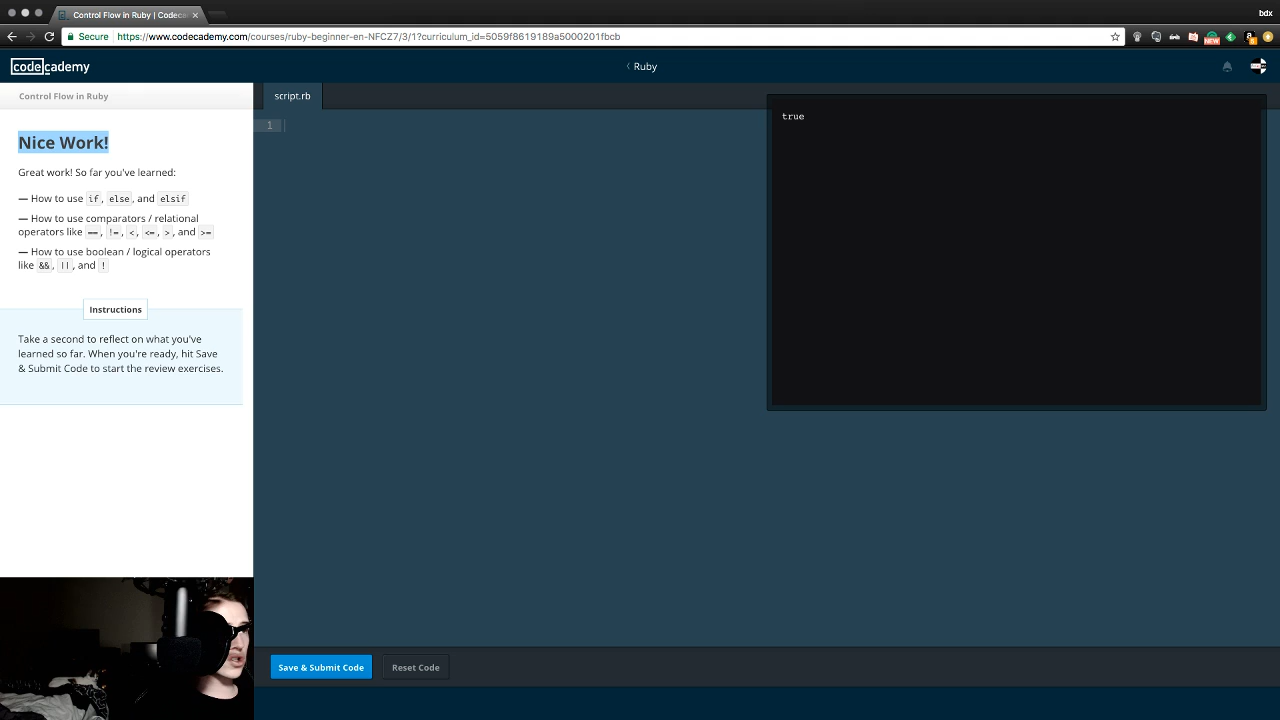 Control Flow in Ruby | Codeca
bdx
Secure
https://www.codecademy.com/courses/ruby-beginner-en-NFCZ7/3/1?curriculum_id=5059f8619189a5000201fbcb
NEW
codecademy
Ruby
Control Flow in Ruby
script.rb
1
true
Nice Work!
Great work! So far you've learned:
— How to use if, else, and elsif
— How to use comparators / relational
operators like ==, !=, <, <=, >, and >=
— How to use boolean / logical operators
like &&, ||, and !
Instructions
Take a second to reflect on what you've
learned so far. When you're ready, hit Save
& Submit Code to start the review exercises.
Save & Submit Code
Reset Code